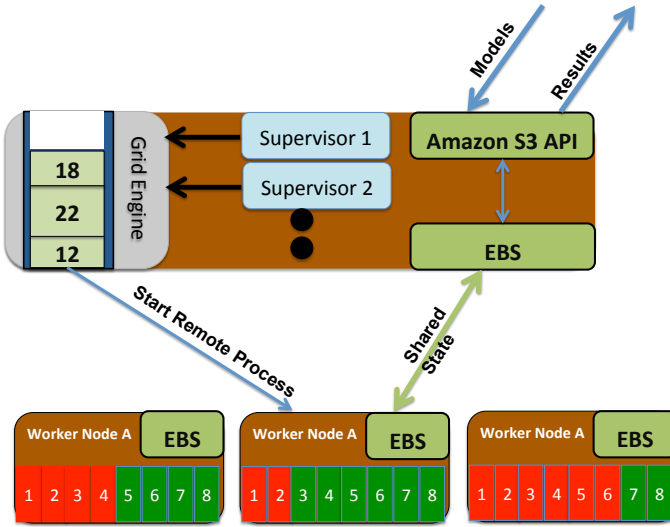 Models
Results
Grid Engine
18
22
12
Supervisor 1
Supervisor 2
Amazon S3 API
EBS
Start Remote Process
Shared
State
Worker Node A
EBS
1 2 3 4 5 6 7 8
Worker Node A
EBS
1 2 3 4 5 6 7 8
Worker Node A
EBS
1 2 3 4 5 6 7 8